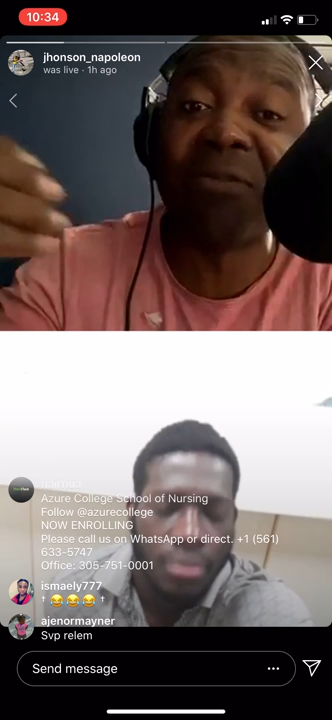 10:34
jhonson_napoleon
was live · 1h ago
Azure College School of Nursing
Follow @azurecollege
NOW ENROLLING
Please call us on WhatsApp or direct. +1 (561)
633-5747
Office: 305-751-0001
ismaely777
† 😂😂😂 †
ajenormayner
Svp relem
Send message